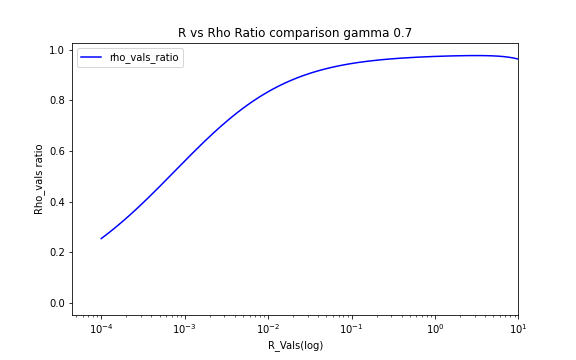 R vs Rho Ratio comparison gamma 0.7
rho_vals_ratio
1.0
0.8
0.6
0.4
0.2
0.0
Rho_vals ratio
10⁻⁴ 10⁻³ 10⁻² 10⁻¹ 10⁰ 10¹
R_Vals(log)